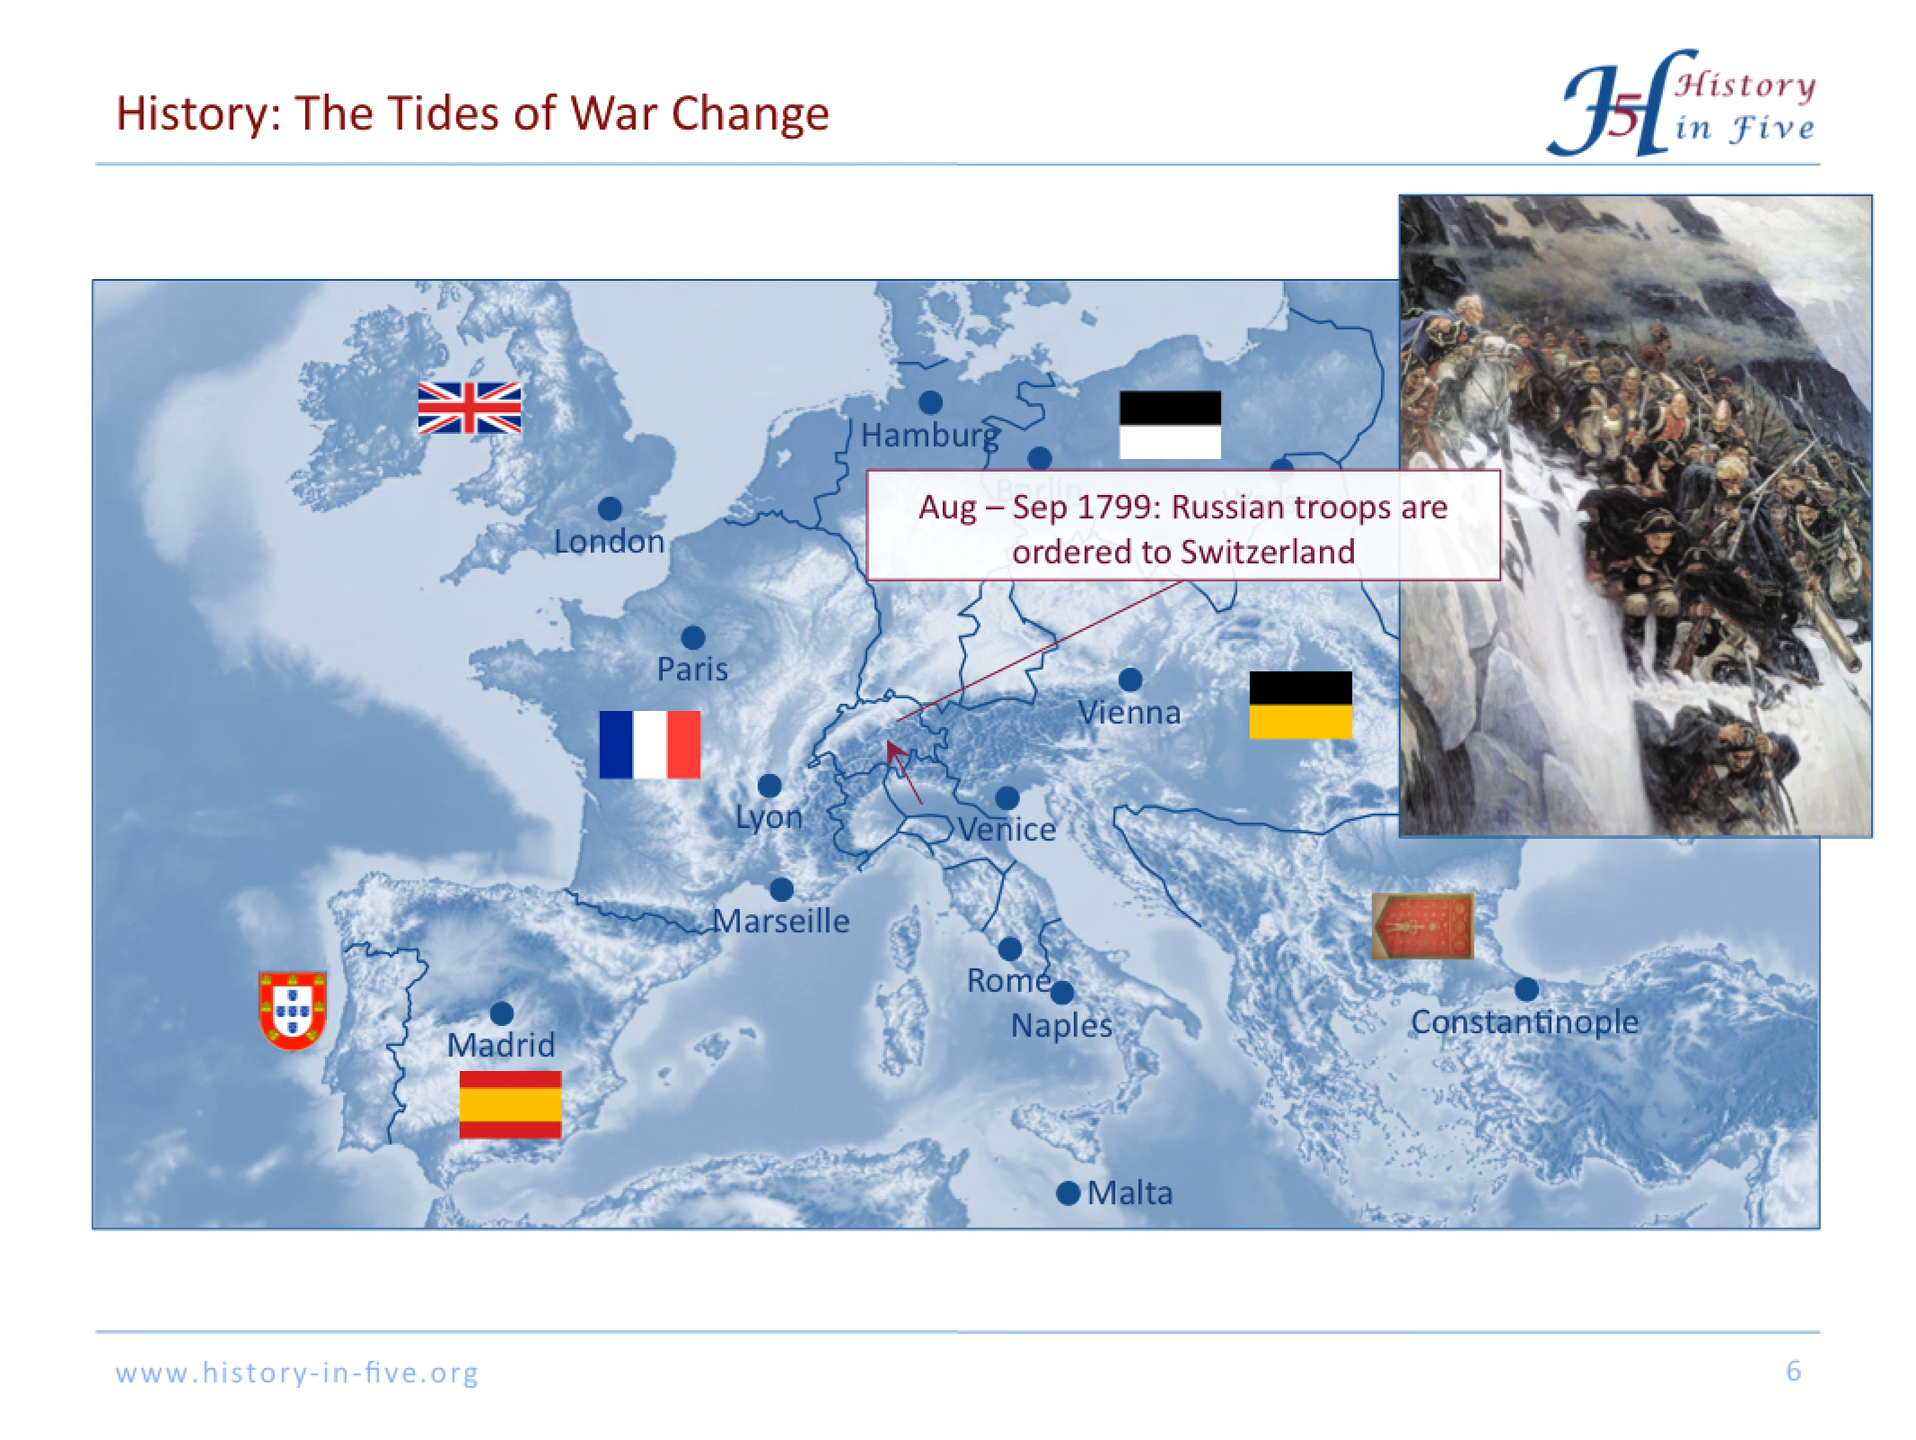 History: The Tides of War Change
History
in Five
Hamburg
Berlin
Aug – Sep 1799: Russian troops are
ordered to Switzerland
London
Paris
Vienna
Lyon
Venice
Marseille
Rome
Naples
Constantinople
Madrid
Malta
www.history-in-five.org
6